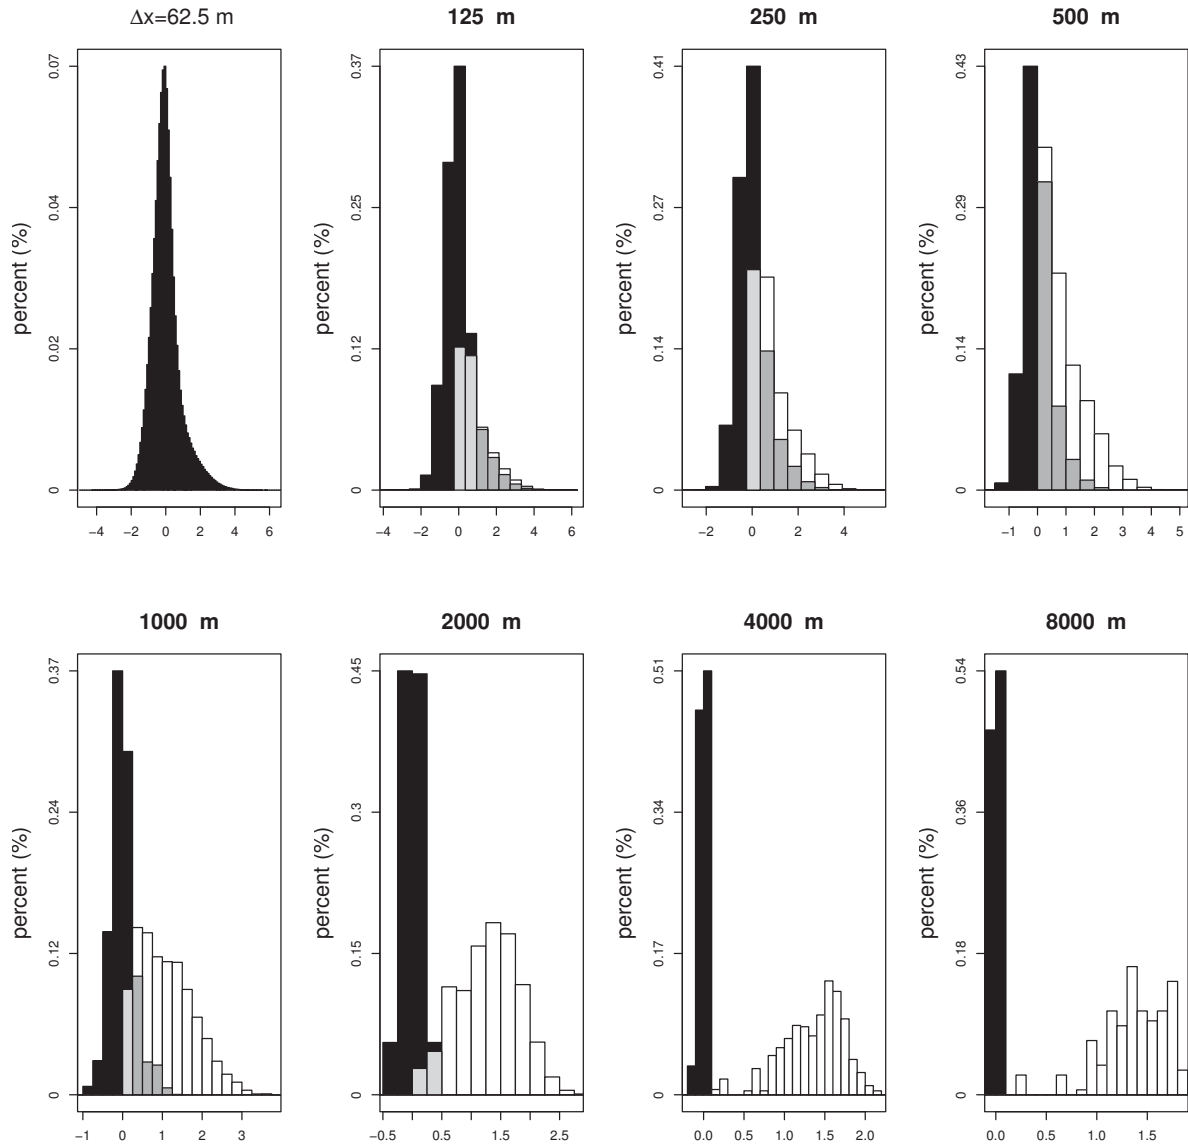 Δx=62.5 m
125 m
250 m
500 m
percent (%)
0.07
0.04
0.02
0
−4 −2 0 2 4 6
percent (%)
0.37
0.25
0.12
0
−4 −2 0 2 4 6
percent (%)
0.41
0.27
0.14
0
−2 0 2 4
percent (%)
0.43
0.29
0.14
0
−1 0 1 2 3 4 5
1000 m
2000 m
4000 m
8000 m
percent (%)
0.37
0.24
0.12
0
−1 0 1 2 3
percent (%)
0.45
0.3
0.15
0
−0.5 0.5 1.5 2.5
percent (%)
0.51
0.34
0.17
0
0.0 0.5 1.0 1.5 2.0
percent (%)
0.54
0.36
0.18
0
0.0 0.5 1.0 1.5